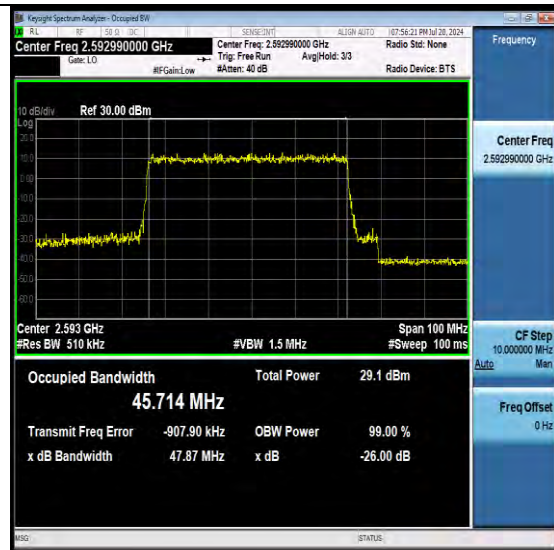 Keysight Spectrum Analyzer - Occupied BW
RL RF 50 Ω DC SENSE:INT ALIGN AUTO 07:56:21 PM Jul 20, 2024
Center Freq 2.592990000 GHz Center Freq: 2.592990000 GHz Radio Std: None Frequency
Gate: LO Trig: Free Run Avg|Hold: 3/3
#IFGain:Low #Atten: 40 dB Radio Device: BTS
10 dB/div Ref 30.00 dBm
Log
20.0
10.0
0.00
-10.0
-20.0
-30.0
-40.0
-50.0
-60.0
Center Freq
2.592990000 GHz
Center 2.593 GHz Span 100 MHz
#Res BW 510 kHz #VBW 1.5 MHz #Sweep 100 ms
CF Step
10.000000 MHz
Auto Man
Occupied Bandwidth Total Power 29.1 dBm
45.714 MHz
Transmit Freq Error -907.90 kHz OBW Power 99.00 %
x dB Bandwidth 47.87 MHz x dB -26.00 dB
Freq Offset
0 Hz
MSG STATUS